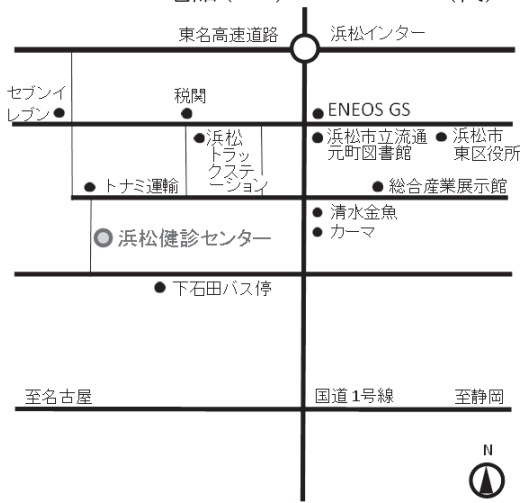 東名高速道路
浜松インター
セブンイ
レブン
税関
ENEOS GS
浜松
トラッ
クステ
ーション
浜松市立流通
元町図書館
浜松市
東区役所
トナミ運輸
総合産業展示館
清水金魚
カーマ
浜松健診センター
下石田バス停
至名古屋
国道1号線
至静岡
N